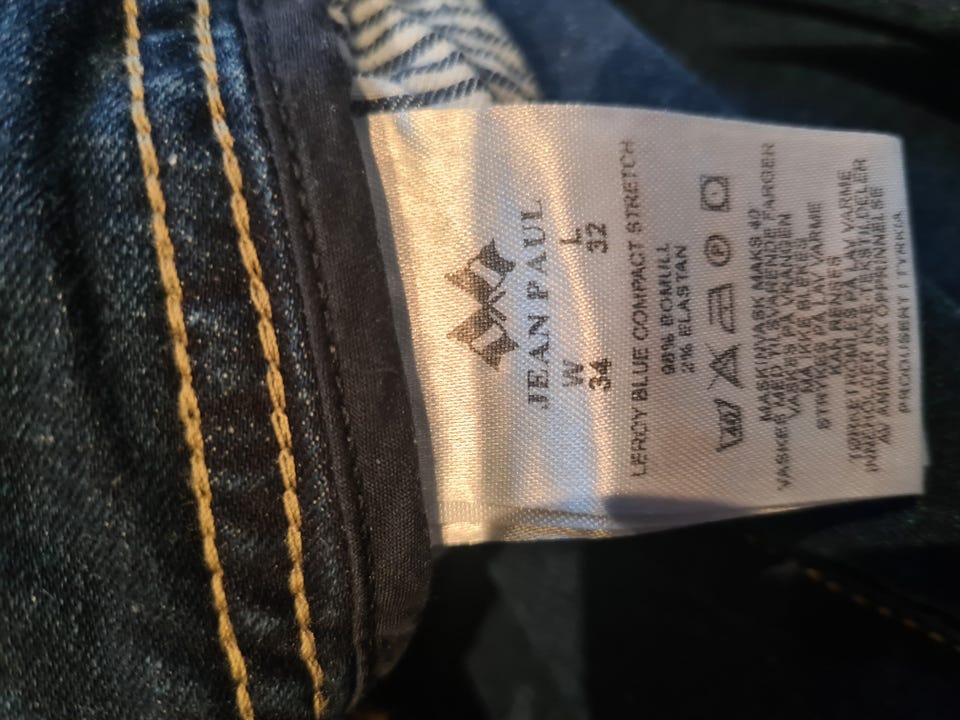 JEAN PAUL
W L
34 32
LEROY BLUE COMPACT STRETCH
98% BOMULL
2% ELASTAN
40
MASKINVASK MAKS 40
VASKES MED TILSVARENDE FARGER
VASKES PÅ VRANGEN
MÅ IKKE BLEKES
STRYKES PÅ LAV VARME
KAN RENSES
TØRKETROMLES PÅ LAV VARME
INNEHOLDER IKKE-TEKSTILDELER
AV ANIMALSK OPPRINNELSE
PRODUSERT I TYRKIA